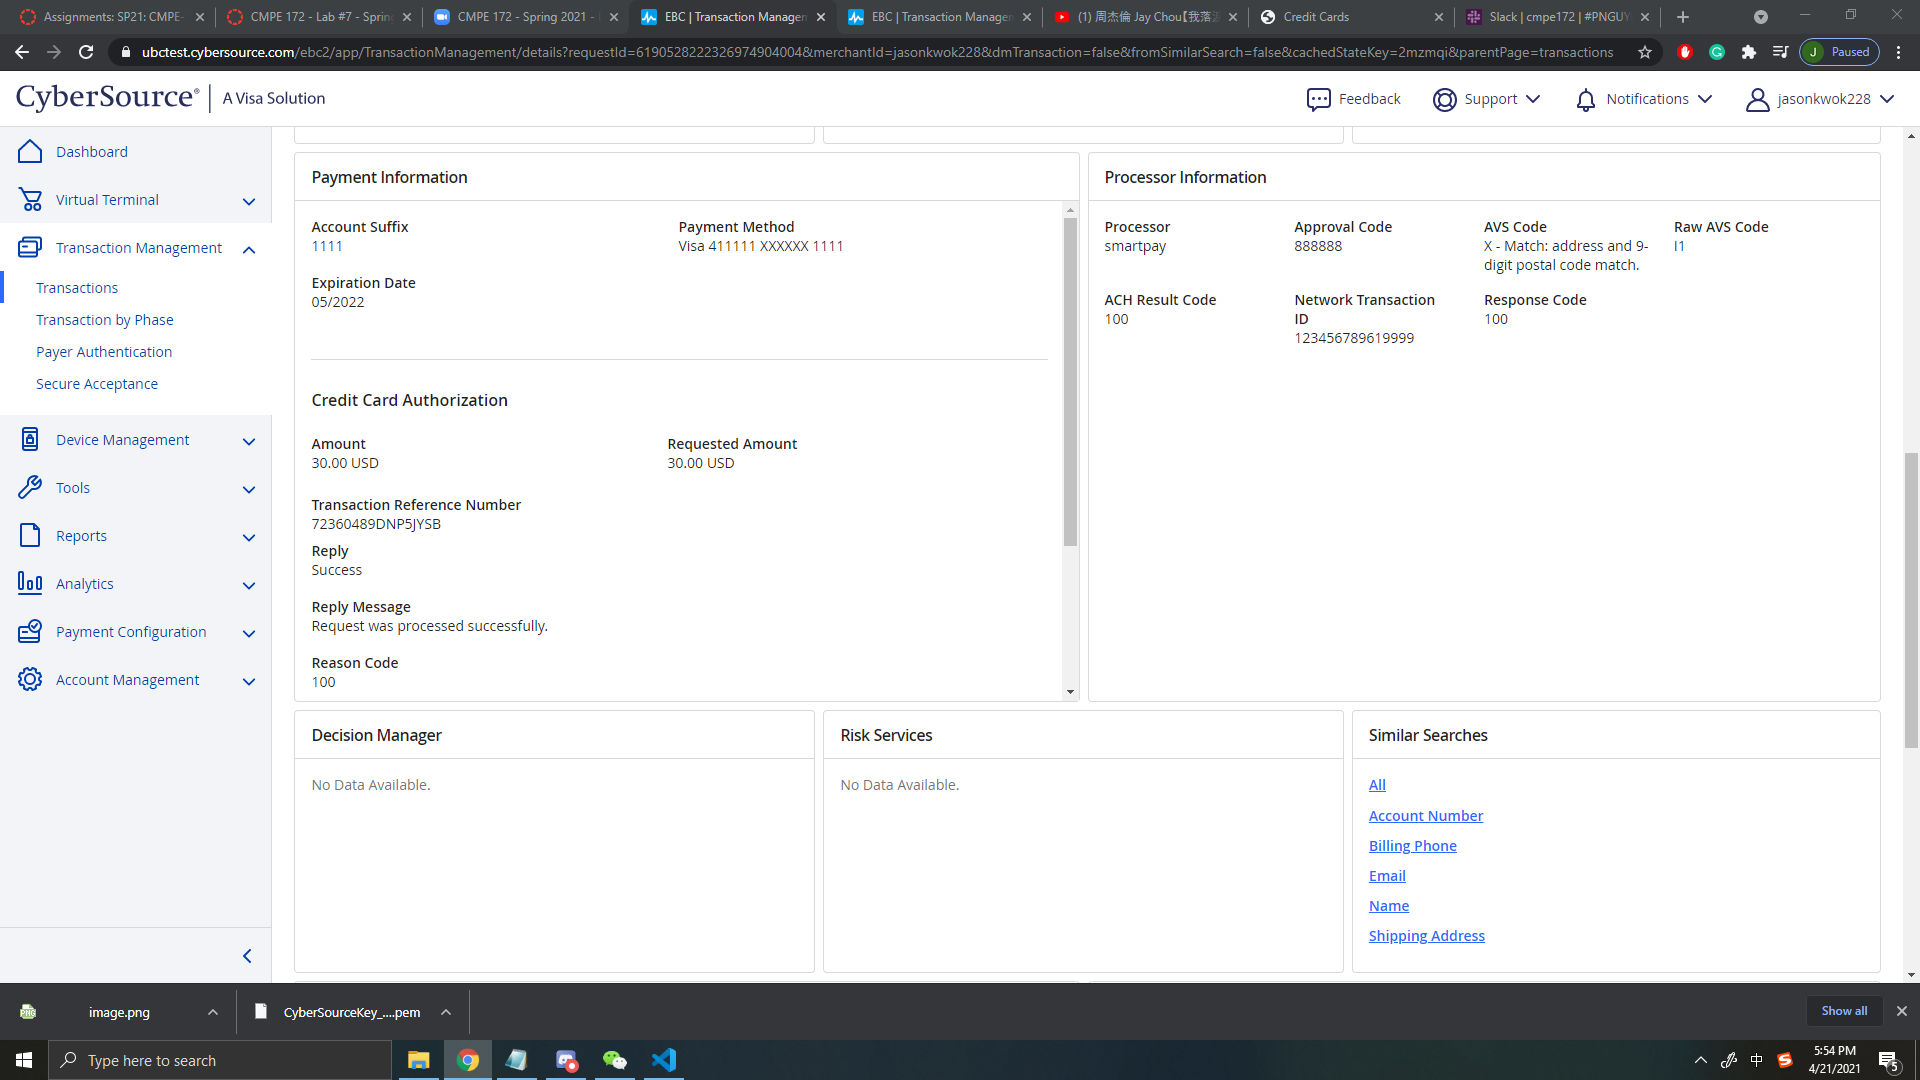 Assignments: SP21: CMPE-
CMPE 172 - Lab #7 - Sprin
CMPE 172 - Spring 2021 -
EBC | Transaction Managem
EBC | Transaction Managem
(1) 周杰倫 Jay Chou【我落淚
Credit Cards
Slack | cmpe172 | #PNGUY
ubctest.cybersource.com/ebc2/app/TransactionManagement/details?requestId=6190528222326974904004&merchantId=jasonkwok228&dmTransaction=false&fromSimilarSearch=false&cachedStateKey=2mzmqi&parentPage=transactions
J Paused
CyberSource® | A Visa Solution
Feedback
Support
Notifications
jasonkwok228
Dashboard
Virtual Terminal
Transaction Management
Transactions
Transaction by Phase
Payer Authentication
Secure Acceptance
Device Management
Tools
Reports
Analytics
Payment Configuration
Account Management
Payment Information
Account Suffix
1111
Payment Method
Visa 411111 XXXXXX 1111
Expiration Date
05/2022
Credit Card Authorization
Amount
30.00 USD
Requested Amount
30.00 USD
Transaction Reference Number
72360489DNP5JYSB
Reply
Success
Reply Message
Request was processed successfully.
Reason Code
100
Processor Information
Processor
smartpay
Approval Code
888888
AVS Code
X - Match: address and 9-
digit postal code match.
Raw AVS Code
I1
ACH Result Code
100
Network Transaction
ID
123456789619999
Response Code
100
Decision Manager
No Data Available.
Risk Services
No Data Available.
Similar Searches
All
Account Number
Billing Phone
Email
Name
Shipping Address
image.png
CyberSourceKey_....pem
Show all
Type here to search
中
5:54 PM
4/21/2021
5